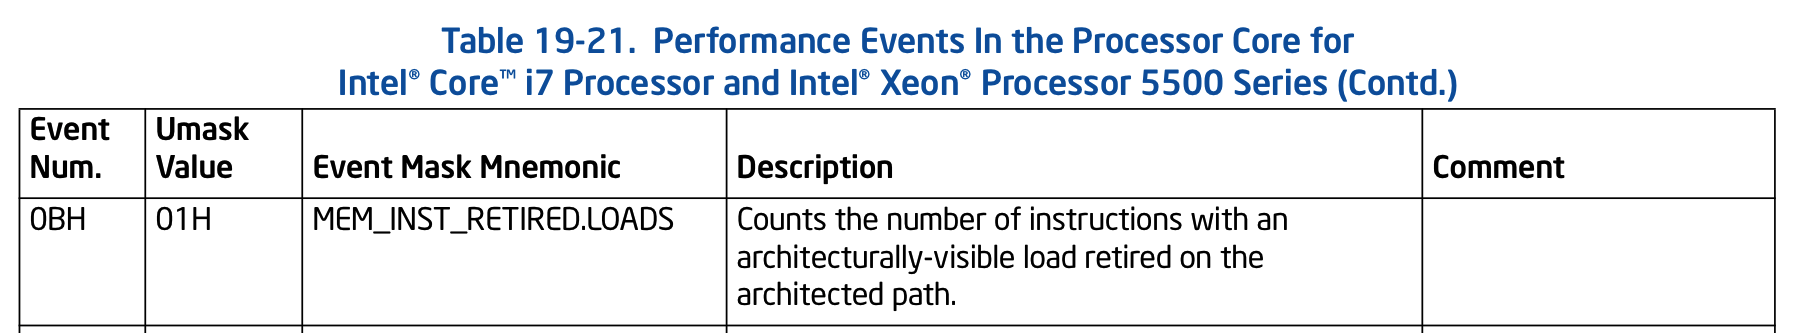 Table 19-21. Performance Events In the Processor Core for
Intel® Core™ i7 Processor and Intel® Xeon® Processor 5500 Series (Contd.)
Event Num. Umask Value Event Mask Mnemonic Description Comment
0BH 01H MEM_INST_RETIRED.LOADS Counts the number of instructions with an
architecturally-visible load retired on the
architected path.